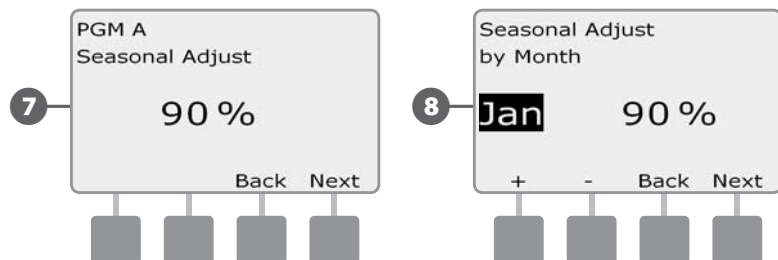 PGM A
Seasonal Adjust
7
90 %
Back Next
Seasonal Adjust
by Month
8
Jan 90 %
+ - Back Next